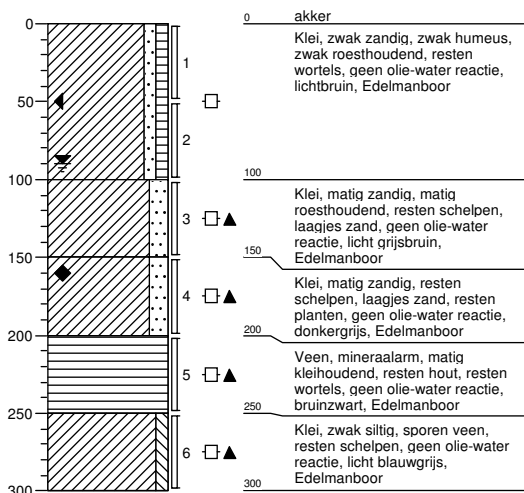 0
50
100
150
200
250
300
1
2
3
4
5
6
0 akker
Klei, zwak zandig, zwak humeus,
zwak roesthoudend, resten
wortels, geen olie-water reactie,
lichtbruin, Edelmanboor
100
Klei, matig zandig, matig
roesthoudend, resten schelpen,
laagjes zand, geen olie-water
reactie, licht grijsbruin,
Edelmanboor
150
Klei, matig zandig, resten
schelpen, laagjes zand, resten
planten, geen olie-water reactie,
donkergrijs, Edelmanboor
200
Veen, mineraalarm, matig
kleihoudend, resten hout, resten
wortels, geen olie-water reactie,
bruinzwart, Edelmanboor
250
Klei, zwak siltig, sporen veen,
resten schelpen, geen olie-water
reactie, licht blauwgrijs,
Edelmanboor
300